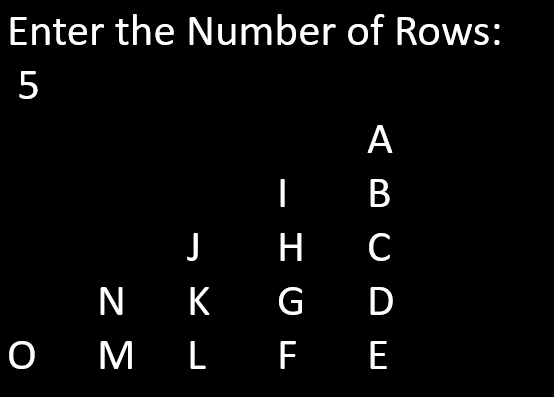 Enter the Number of Rows:
5
A
I B
J H C
N K G D
O M L F E